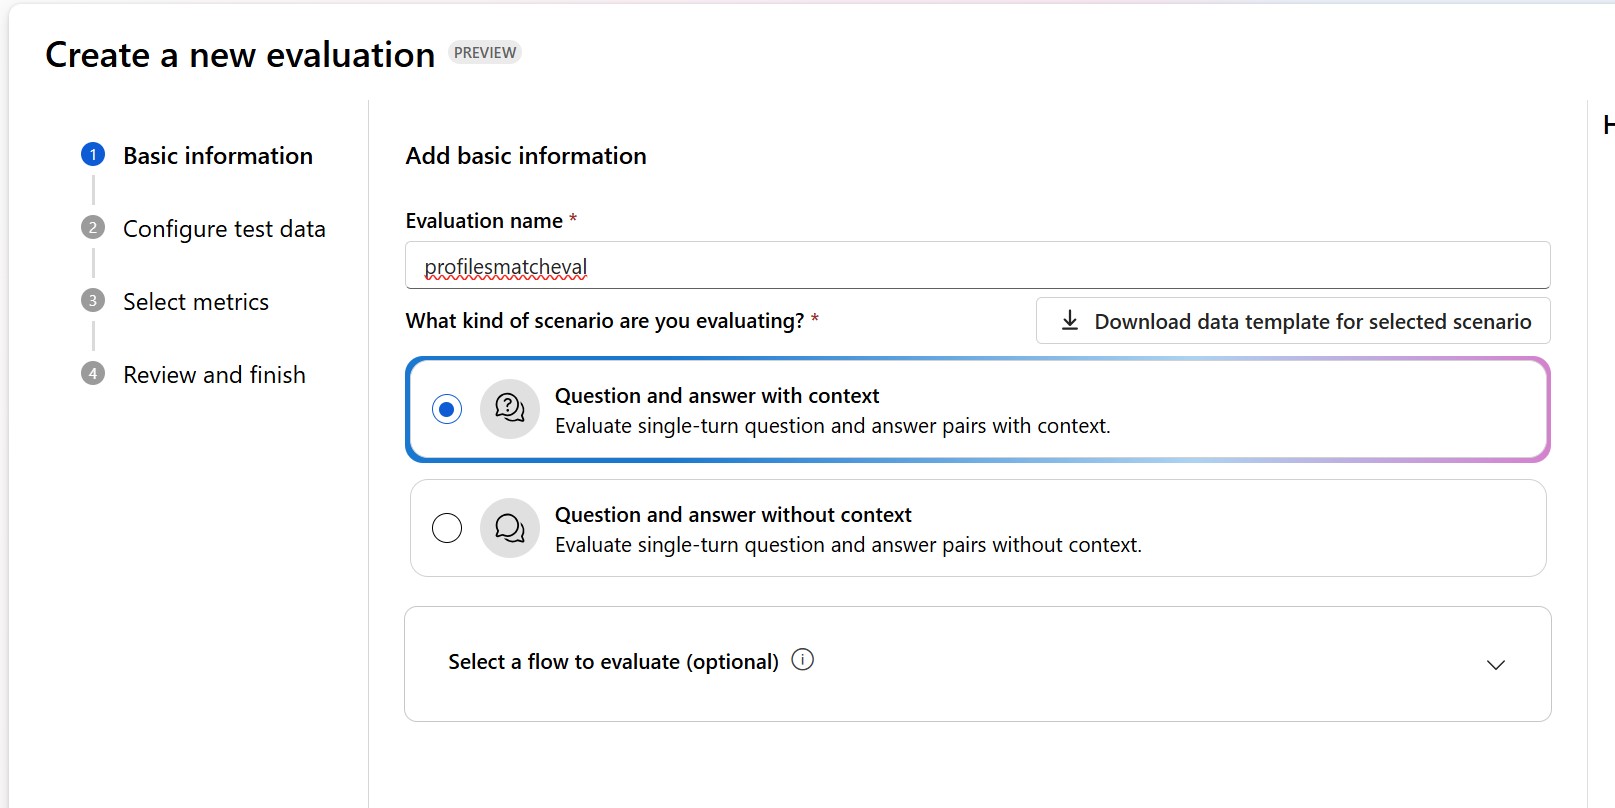 Create a new evaluation PREVIEW
1 Basic information
2 Configure test data
3 Select metrics
4 Review and finish
Add basic information
Evaluation name *
profilesmatcheval
What kind of scenario are you evaluating? *
Download data template for selected scenario
Question and answer with context
Evaluate single-turn question and answer pairs with context.
Question and answer without context
Evaluate single-turn question and answer pairs without context.
Select a flow to evaluate (optional)